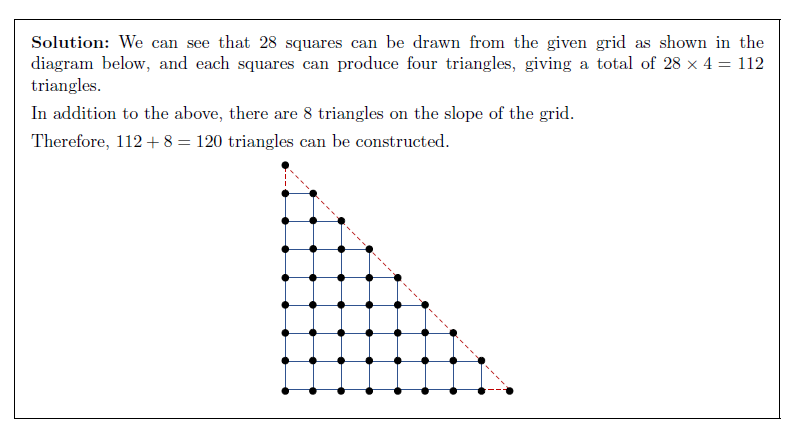 Solution: We can see that 28 squares can be drawn from the given grid as shown in the
diagram below, and each squares can produce four triangles, giving a total of 28 × 4 = 112
triangles.
In addition to the above, there are 8 triangles on the slope of the grid.
Therefore, 112 + 8 = 120 triangles can be constructed.